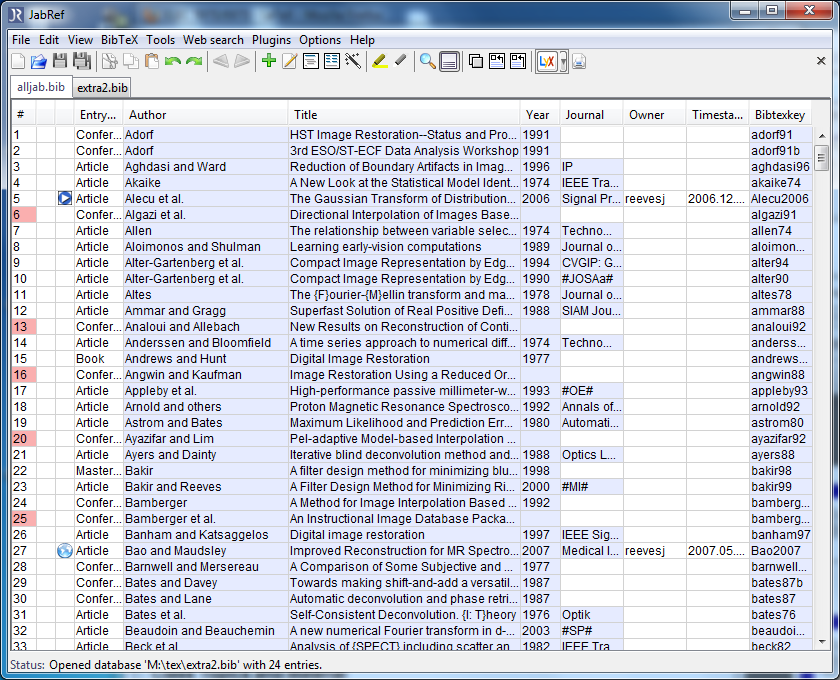 JabRef
File Edit View BibTeX Tools Web search Plugins Options Help
LYX
alljab.bib extra2.bib
# Entry... Author Title Year Journal Owner Timesta... Bibtexkey
1 Confer... Adorf HST Image Restoration--Status and Pro... 1991 adorf91
2 Confer... Adorf 3rd ESO/ST-ECF Data Analysis Workshop 1991 adorf91b
3 Article Aghdasi and Ward Reduction of Boundary Artifacts in Imag... 1996 IP aghdasi96
4 Article Akaike A New Look at the Statistical Model Ident... 1974 IEEE Tra... akaike74
5 Article Alecu et al. The Gaussian Transform of Distribution... 2006 Signal Pr... reevesj 2006.12.... Alecu2006
6 Confer... Algazi et al. Directional Interpolation of Images Base... algazi91
7 Article Allen The relationship between variable selec... 1974 Techno... allen74
8 Article Aloimonos and Shulman Learning early-vision computations 1989 Journal o... aloimon...
9 Article Alter-Gartenberg et al. Compact Image Representation by Edg... 1994 CVGIP: G... alter94
10 Article Alter-Gartenberg et al. Compact Image Representation by Edg... 1990 #JOSAa# alter90
11 Article Altes The {F}ourier-{M}ellin transform and ma... 1978 Journal o... altes78
12 Article Ammar and Gragg Superfast Solution of Real Positive Defi... 1988 SIAM Jou... ammar88
13 Confer... Analoui and Allebach New Results on Reconstruction of Conti... analoui92
14 Article Anderssen and Bloomfield A time series approach to numerical diff... 1974 Techno... anderss...
15 Book Andrews and Hunt Digital Image Restoration 1977 andrews...
16 Confer... Angwin and Kaufman Image Restoration Using a Reduced Or... angwin88
17 Article Appleby et al. High-performance passive millimeter-w... 1993 #OE# appleby93
18 Article Arnold and others Proton Magnetic Resonance Spectrosco... 1992 Annals of... arnold92
19 Article Astrom and Bates Maximum Likelihood and Prediction Err... 1980 Automati... astrom80
20 Confer... Ayazifar and Lim Pel-adaptive Model-based Interpolation ... ayazifar92
21 Article Ayers and Dainty Iterative blind deconvolution method and... 1988 Optics L... ayers88
22 Master... Bakir A filter design method for minimizing blu... 1998 bakir98
23 Article Bakir and Reeves A Filter Design Method for Minimizing Ri... 2000 #MI# bakir99
24 Confer... Bamberger A Method for Image Interpolation Based ... 1992 bamberg...
25 Confer... Bamberger et al. An Instructional Image Database Packa... bamberg...
26 Article Banham and Katsaggelos Digital image restoration 1997 IEEE Sig... banham97
27 Article Bao and Maudsley Improved Reconstruction for MR Spectro... 2007 Medical I... reevesj 2007.05.... Bao2007
28 Confer... Barnwell and Mersereau A Comparison of Some Subjective and ... 1977 barnwell...
29 Confer... Bates and Davey Towards making shift-and-add a versatil... 1987 bates87b
30 Confer... Bates and Lane Automatic deconvolution and phase retri... 1987 bates87
31 Article Bates et al. Self-Consistent Deconvolution. {I: T}heory 1976 Optik bates76
32 Article Beaudoin and Beauchemin A new numerical Fourier transform in d-... 2003 #SP# beaudoi...
33 Article Beck et al. Analysis of {SPECT} including scatter an... 1982 IEEE Tra... beck82
Status: Opened database 'M:\tex\extra2.bib' with 24 entries.